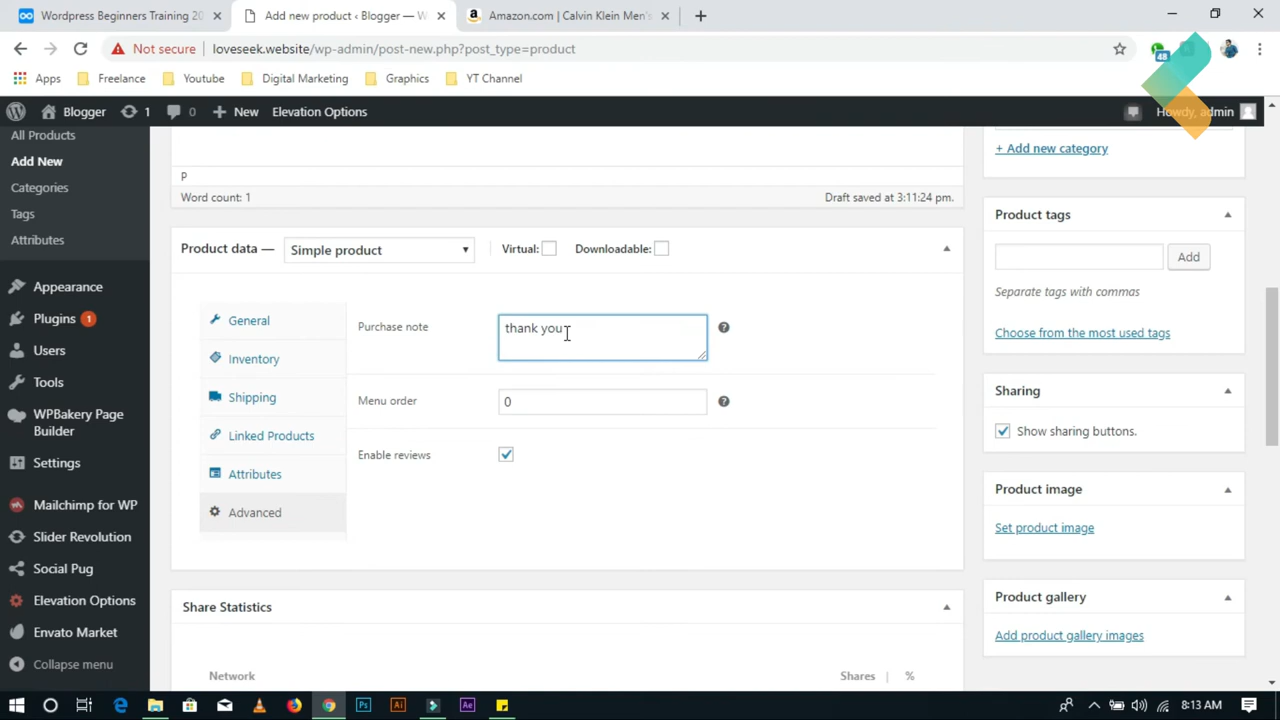 Wordpress Beginners Training 20
Add new product ‹ Blogger — W
Amazon.com | Calvin Klein Men's
Not secure
loveseek.website/wp-admin/post-new.php?post_type=product
Apps
Freelance
Youtube
Digital Marketing
Graphics
YT Channel
48
Blogger
1
0
New
Elevation Options
Howdy, admin
All Products
Add New
Categories
Tags
Attributes
Appearance
Plugins 1
Users
Tools
WPBakery Page
Builder
Settings
Mailchimp for WP
Slider Revolution
Social Pug
Elevation Options
Envato Market
Collapse menu
P
Word count: 1
Draft saved at 3:11:24 pm.
Product data —
Simple product
Virtual:
Downloadable:
General
Inventory
Shipping
Linked Products
Attributes
Advanced
Purchase note
thank you
Menu order
0
Enable reviews
Share Statistics
Network
Shares
%
+ Add new category
Product tags
Add
Separate tags with commas
Choose from the most used tags
Sharing
Show sharing buttons.
Product image
Set product image
Product gallery
Add product gallery images
Ps
Ai
Ae
8:13 AM